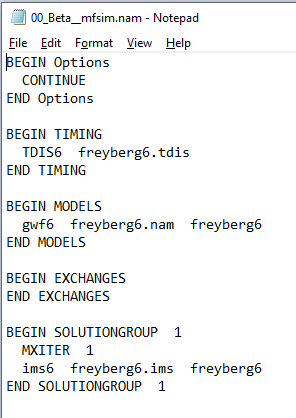 00_Beta__mfsim.nam - Notepad
File Edit Format View Help
BEGIN Options
  CONTINUE
END Options

BEGIN TIMING
  TDIS6  freyberg6.tdis
END TIMING

BEGIN MODELS
  gwf6  freyberg6.nam  freyberg6
END MODELS

BEGIN EXCHANGES
END EXCHANGES

BEGIN SOLUTIONGROUP  1
  MXITER  1
  ims6  freyberg6.ims  freyberg6
END SOLUTIONGROUP  1